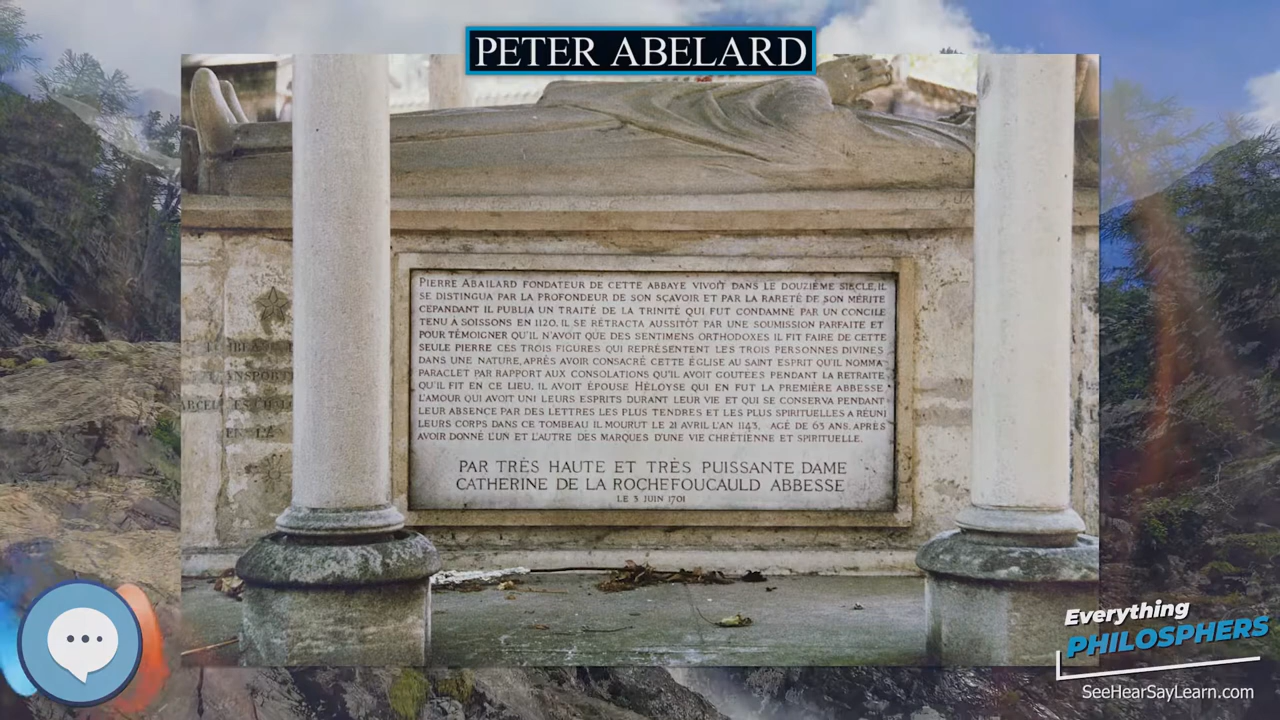 PETER ABELARD
PIERRE ABAILARD FONDATEUR DE CETTE ABBAYE VIVOIT DANS LE DOUZIÈME SIECLE, IL
SE DISTINGUA PAR LA PROFONDEUR DE SON SÇAVOIR ET PAR LA RARETÉ DE SON MÉRITE
CEPANDANT IL PUBLIA UN TRAITÉ DE LA TRINITÉ QUI FUT CONDAMNÉ PAR UN CONCILE
TENU A SOISSONS EN 1120. IL SE RÉTRACTA AUSSITÔT PAR UNE SOUMISSION PARFAITE ET
POUR TÉMOIGNER QU'IL N'AVOIT QUE DES SENTIMENS ORTHODOXES IL FIT FAIRE DE CETTE
SEULE PIERRE CES TROIS FIGURES QUI REPRÉSENTENT LES TROIS PERSONNES DIVINES
DANS UNE NATURE, APRÈS AVOIR CONSACRÉ CETTE ÉGLISE AU SAINT ESPRIT QU'IL NOMMA
PARACLET PAR RAPPORT AUX CONSOLATIONS QU'IL AVOIT GOUTÉES PENDANT LA RETRAITE
QU'IL FIT EN CE LIEU. IL AVOIT ÉPOUSÉ HÉLOYSE QUI EN FUT LA PREMIÈRE ABBESSE,
L'AMOUR QUI AVOIT UNI LEURS ESPRITS DURANT LEUR VIE ET QUI SE CONSERVA PENDANT
LEUR ABSENCE PAR DES LETTRES LES PLUS TENDRES ET LES PLUS SPIRITUELLES A RÉUNI
LEURS CORPS DANS CE TOMBEAU IL MOURUT LE 21 AVRIL L'AN 1143, AGÉ DE 63 ANS, APRÈS
AVOIR DONNÉ L'UN ET L'AUTRE DES MARQUES D'UNE VIE CHRÉTIENNE ET SPIRITUELLE.
PAR TRÈS HAUTE ET TRÈS PUISSANTE DAME
CATHERINE DE LA ROCHEFOUCAULD ABBESSE
LE 3 JUIN 1701
Everything
PHILOSPHERS
SeeHearSayLearn.com